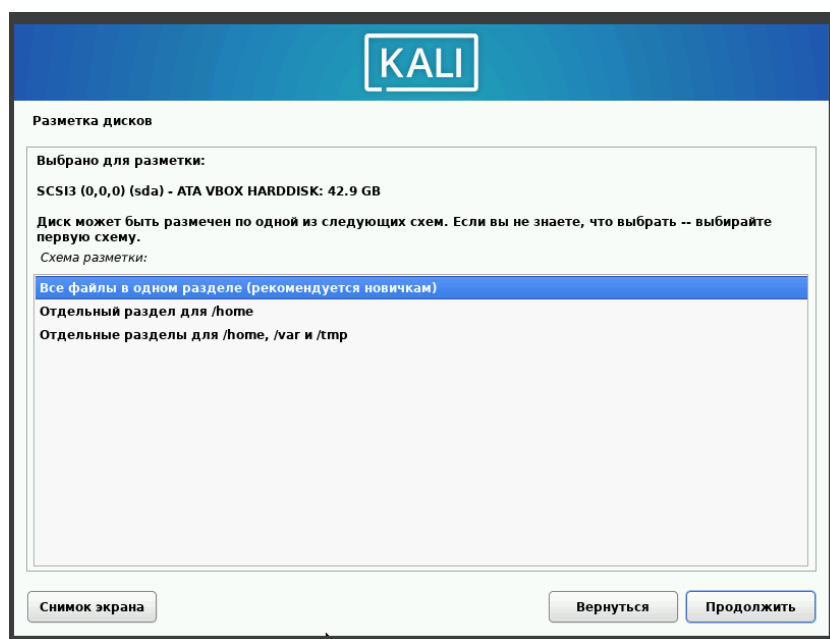 KALI
Разметка дисков
Выбрано для разметки:
SCSI3 (0,0,0) (sda) - ATA VBOX HARDDISK: 42.9 GB
Диск может быть размечен по одной из следующих схем. Если вы не знаете, что выбрать -- выбирайте
первую схему.
Схема разметки:
Все файлы в одном разделе (рекомендуется новичкам)
Отдельный раздел для /home
Отдельные разделы для /home, /var и /tmp
Снимок экрана
Вернуться
Продолжить